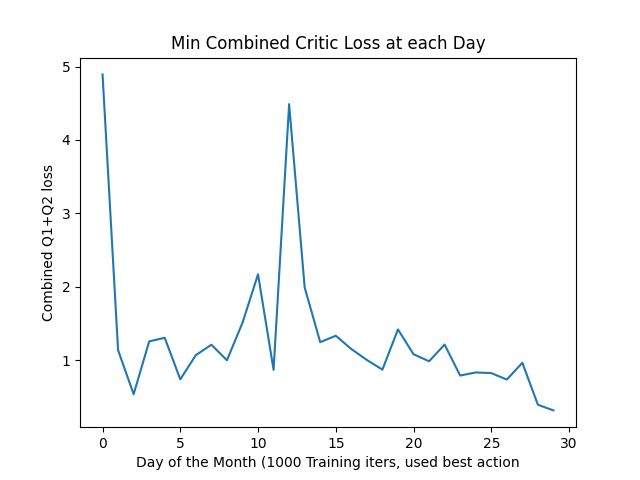 Min Combined Critic Loss at each Day
5
4
3
2
1
Combined Q1+Q2 loss
0 5 10 15 20 25 30
Day of the Month (1000 Training iters, used best action